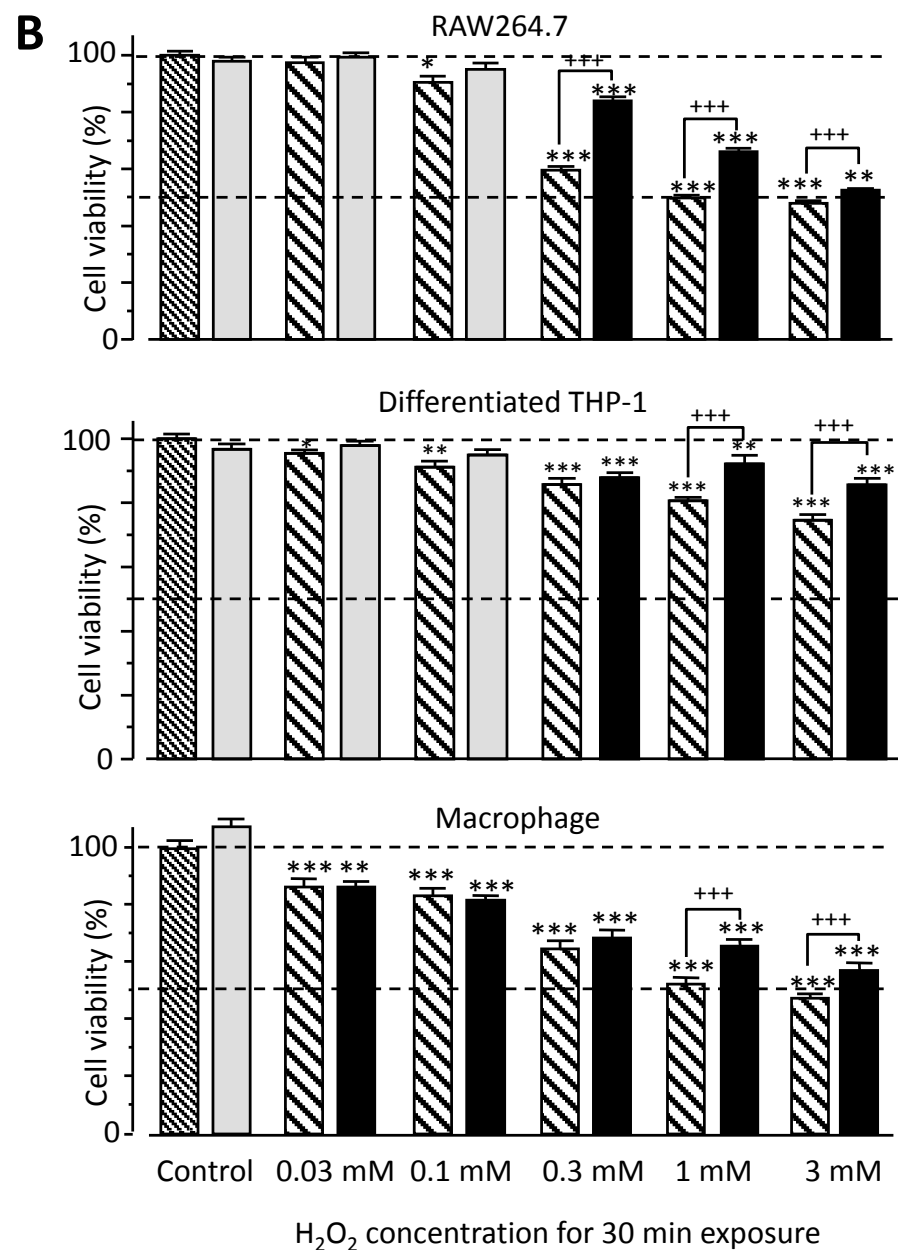 B
RAW264.7
100
Cell viability (%)
0
*
***
+++
***
***
+++
***
***
+++
**
Differentiated THP-1
100
Cell viability (%)
0
*
**
***
***
***
+++
**
***
+++
***
Macrophage
100
Cell viability (%)
0
***
**
***
***
***
***
***
+++
***
***
+++
***
Control
0.03 mM
0.1 mM
0.3 mM
1 mM
3 mM
H₂O₂ concentration for 30 min exposure